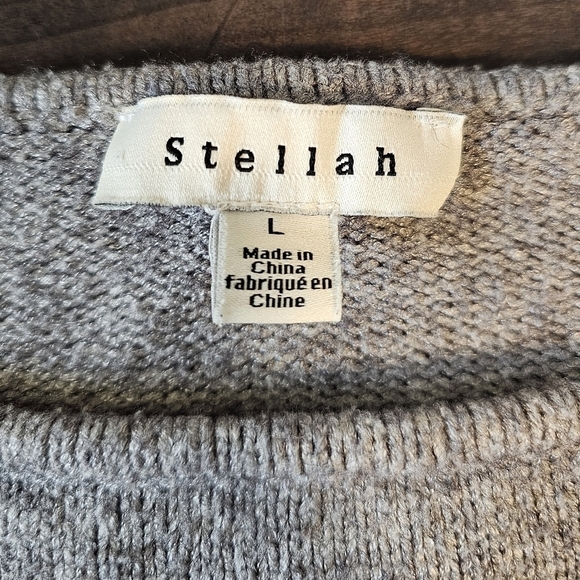 Stellah
L
Made in
China
fabriqué en
Chine